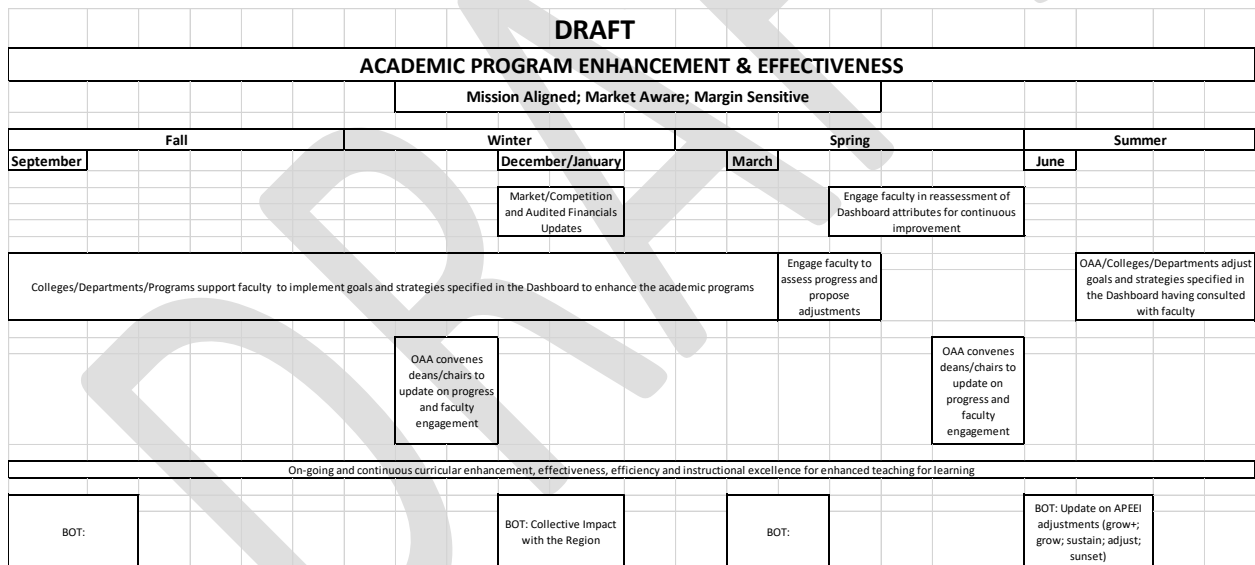 DRAFT
ACADEMIC PROGRAM ENHANCEMENT & EFFECTIVENESS
Mission Aligned; Market Aware; Margin Sensitive
Fall
Winter
Spring
Summer
September
December/January
March
June
Market/Competition
and Audited Financials
Updates
Engage faculty in reassessment of
Dashboard attributes for continuous
improvement
Colleges/Departments/Programs support faculty to implement goals and strategies specified in the Dashboard to enhance the academic programs
Engage faculty to
assess progress and
propose
adjustments
OAA/Colleges/Departments adjust
goals and strategies specified in
the Dashboard having consulted
with faculty
OAA convenes
deans/chairs to
update on progress
and faculty
engagement
OAA convenes
deans/chairs to
update on
progress and
faculty
engagement
On-going and continuous curricular enhancement, effectiveness, efficiency and instructional excellence for enhanced teaching for learning
BOT:
BOT: Collective Impact
with the Region
BOT:
BOT: Update on APEEI
adjustments (grow+;
grow; sustain; adjust;
sunset)
DRAFT